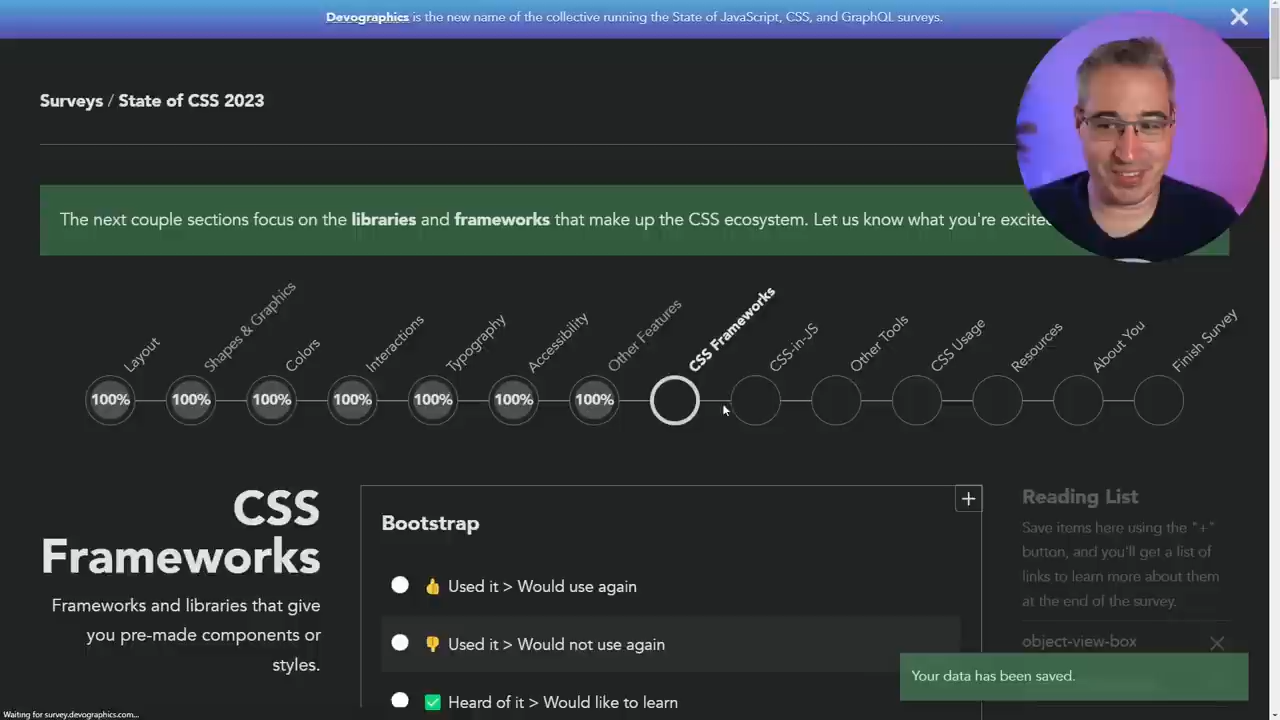 Devographics is the new name of the collective running the State of JavaScript, CSS, and GraphQL surveys.
Surveys / State of CSS 2023
The next couple sections focus on the libraries and frameworks that make up the CSS ecosystem. Let us know what you're excited
Layout
Shapes & Graphics
Colors
Interactions
Typography
Accessibility
Other Features
CSS Frameworks
CSS-in-JS
Other Tools
CSS Usage
Resources
About You
Finish Survey
100% 100% 100% 100% 100% 100% 100%
CSS
Frameworks
Frameworks and libraries that give
you pre-made components or
styles.
Bootstrap
👍 Used it > Would use again
👎 Used it > Would not use again
✅ Heard of it > Would like to learn
Reading List
Save items here using the "+"
button, and you'll get a list of
links to learn more about them
at the end of the survey.
object-view-box
Your data has been saved.
Waiting for survey.devographics.com...